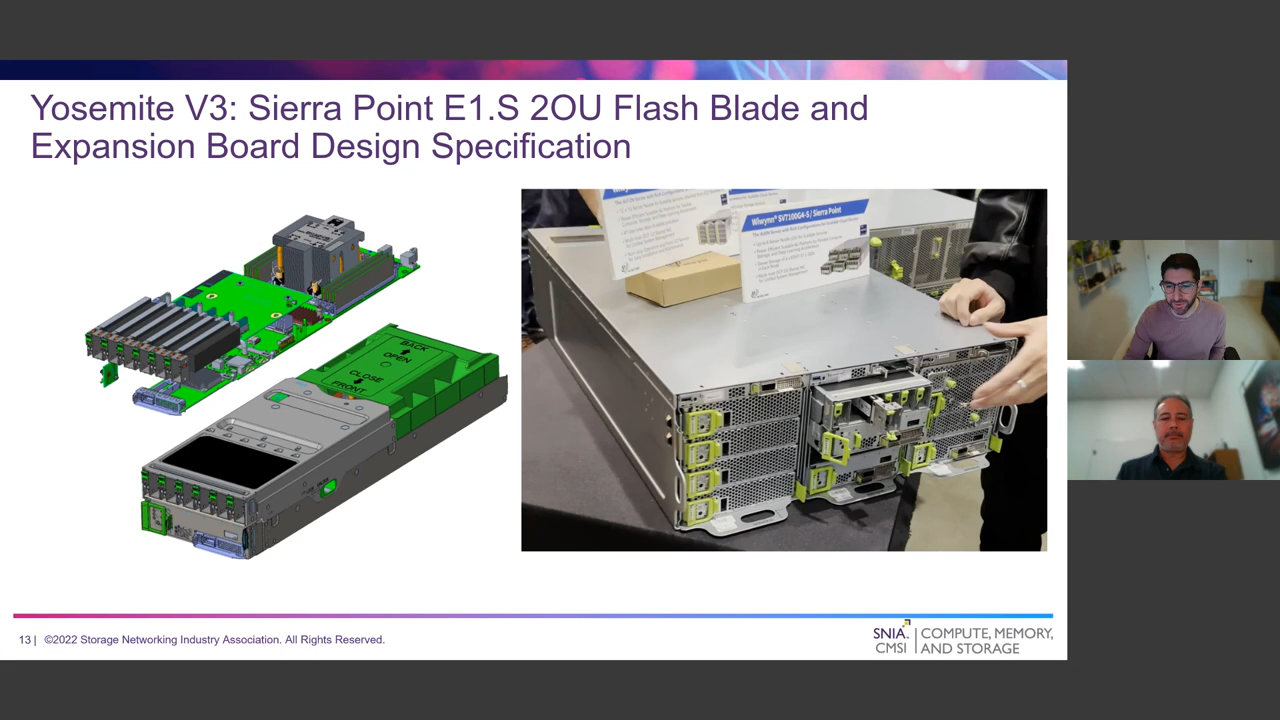 Yosemite V3: Sierra Point E1.S 2OU Flash Blade and
Expansion Board Design Specification
BACK
OPEN
CLOSE
FRONT
Wiwynn® SV7100G4-S / Sierra Point
13 | ©2022 Storage Networking Industry Association. All Rights Reserved.
SNIA.
CMSI
COMPUTE, MEMORY,
AND STORAGE